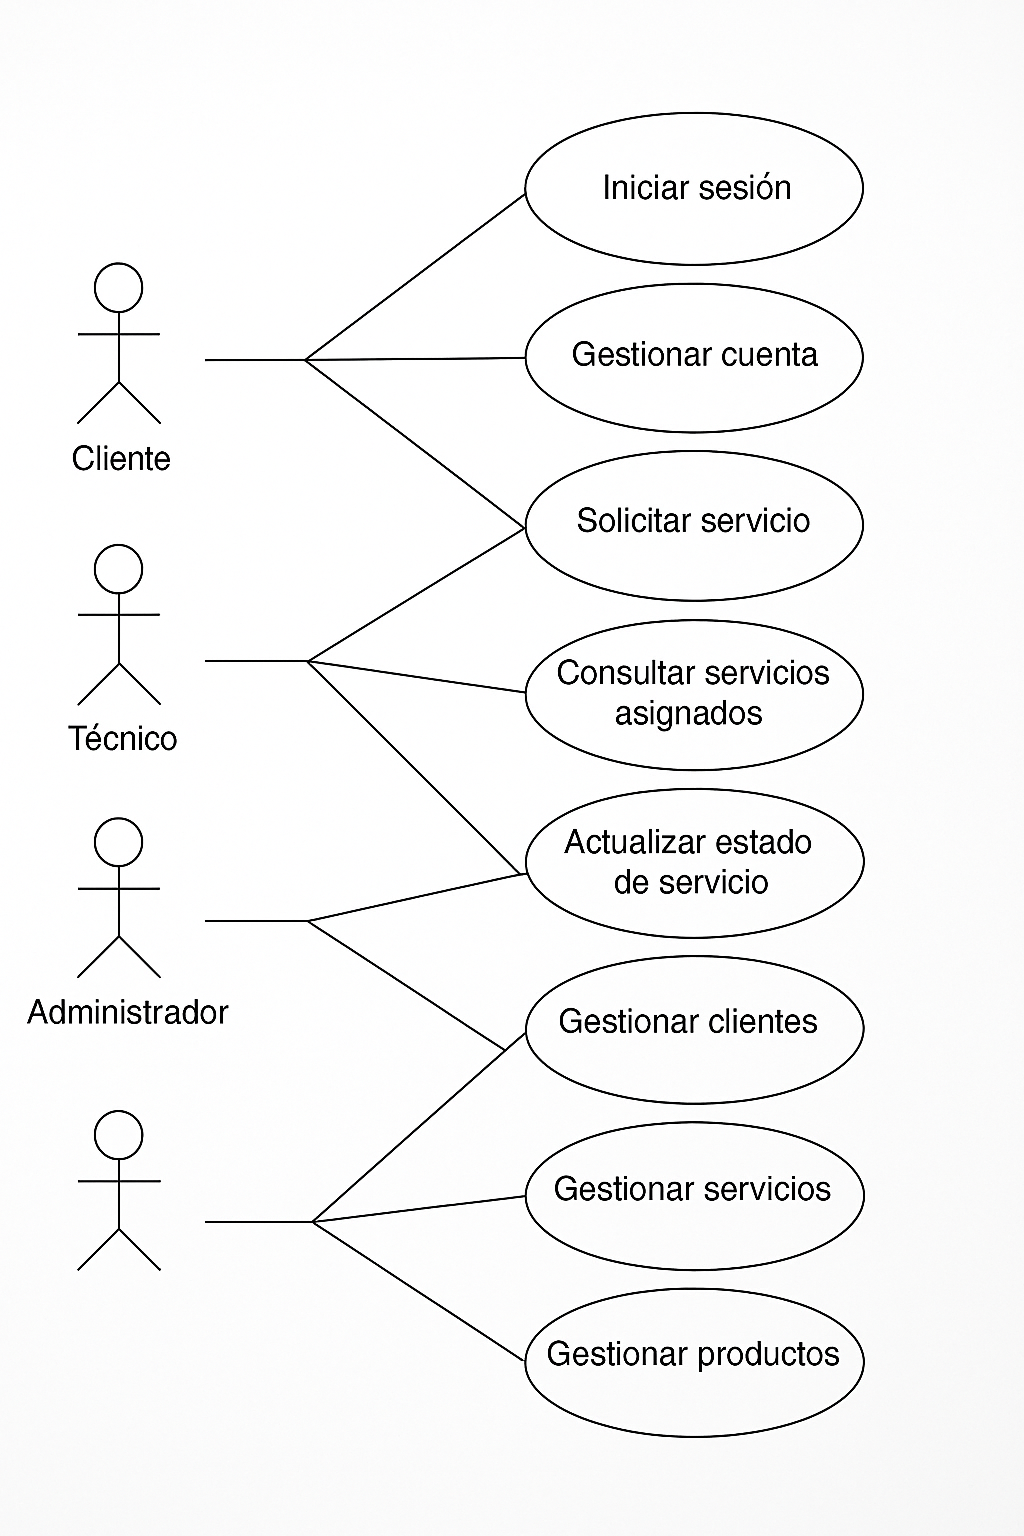 Iniciar sesión
Gestionar cuenta
Cliente
Solicitar servicio
Consultar servicios
asignados
Técnico
Actualizar estado
de servicio
Administrador
Gestionar clientes
Gestionar servicios
Gestionar productos